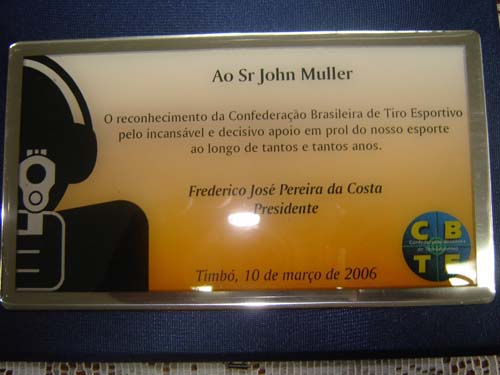 Ao Sr John Muller
O reconhecimento da Confederação Brasileira de Tiro Esportivo
pelo incansável e decisivo apoio em prol do nosso esporte
ao longo de tantos e tantos anos.
Frederico José Pereira da Costa
Presidente
C B
T E
Timbó, 10 de março de 2006